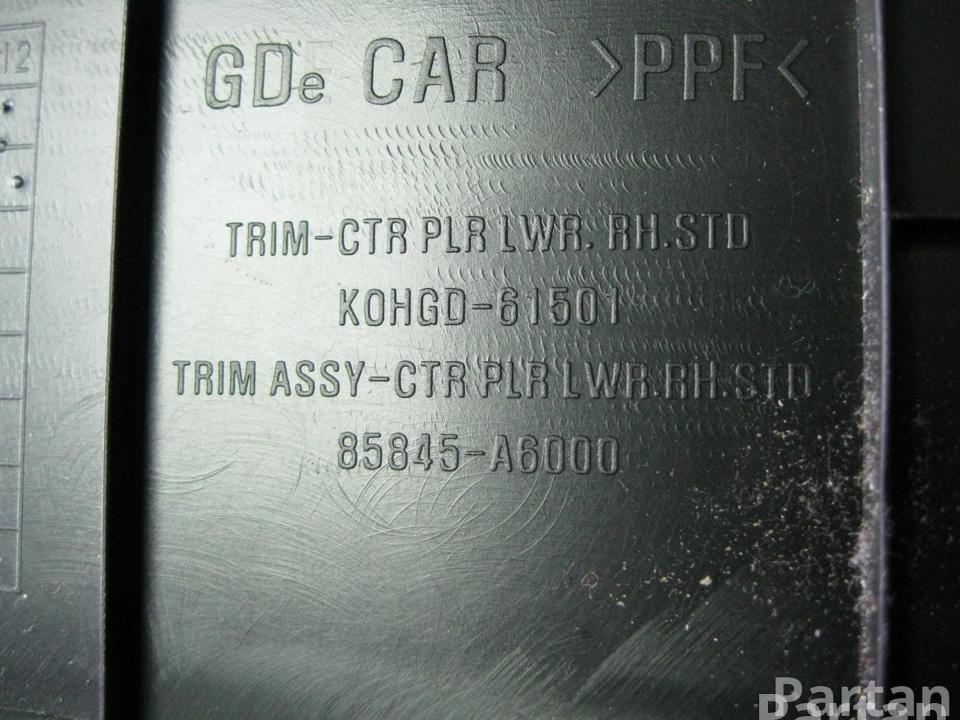 12
GDe CAR >PPF<
TRIM-CTR PLR LWR. RH.STD
KOHGD-61501
TRIM ASSY-CTR PLR LWR.RH.STD
85845-A6000
Partan